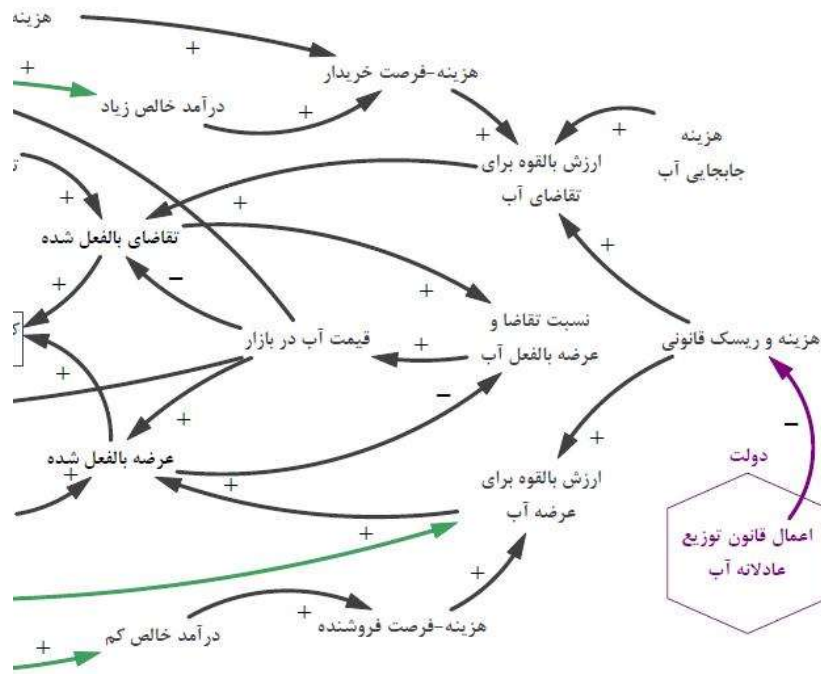 هزینه
+
هزینه-فرصت خریدار
+
درآمد خالص زیاد
+
+
+
هزینه
جابجایی آب
ارزش بالقوه برای
تقاضای آب
+
+
تقاضای بالفعل شده
+
+
–
+
نسبت تقاضا و
عرضه بالفعل آب
+
قیمت آب در بازار
هزینه و ریسک قانونی
+
+
–
+
–
عرضه بالفعل شده
+
+
دولت
ارزش بالقوه برای
عرضه آب
+
اعمال قانون توزیع
عادلانه آب
+
+
هزینه-فرصت فروشنده
درآمد خالص کم
+
+